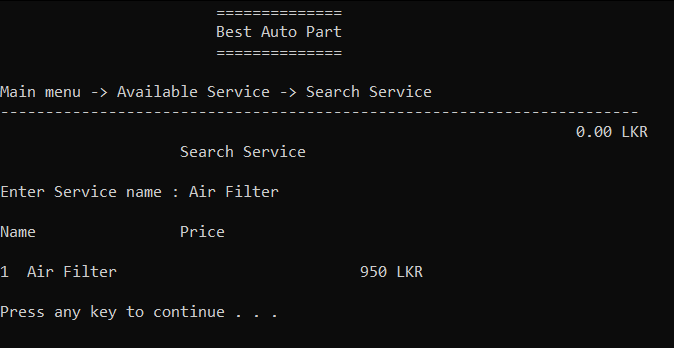 ==============
Best Auto Part
==============
Main menu -> Available Service -> Search Service
-----------------------------------------------------------------------
0.00 LKR
Search Service
Enter Service name : Air Filter
Name Price
1 Air Filter 950 LKR
Press any key to continue . . .